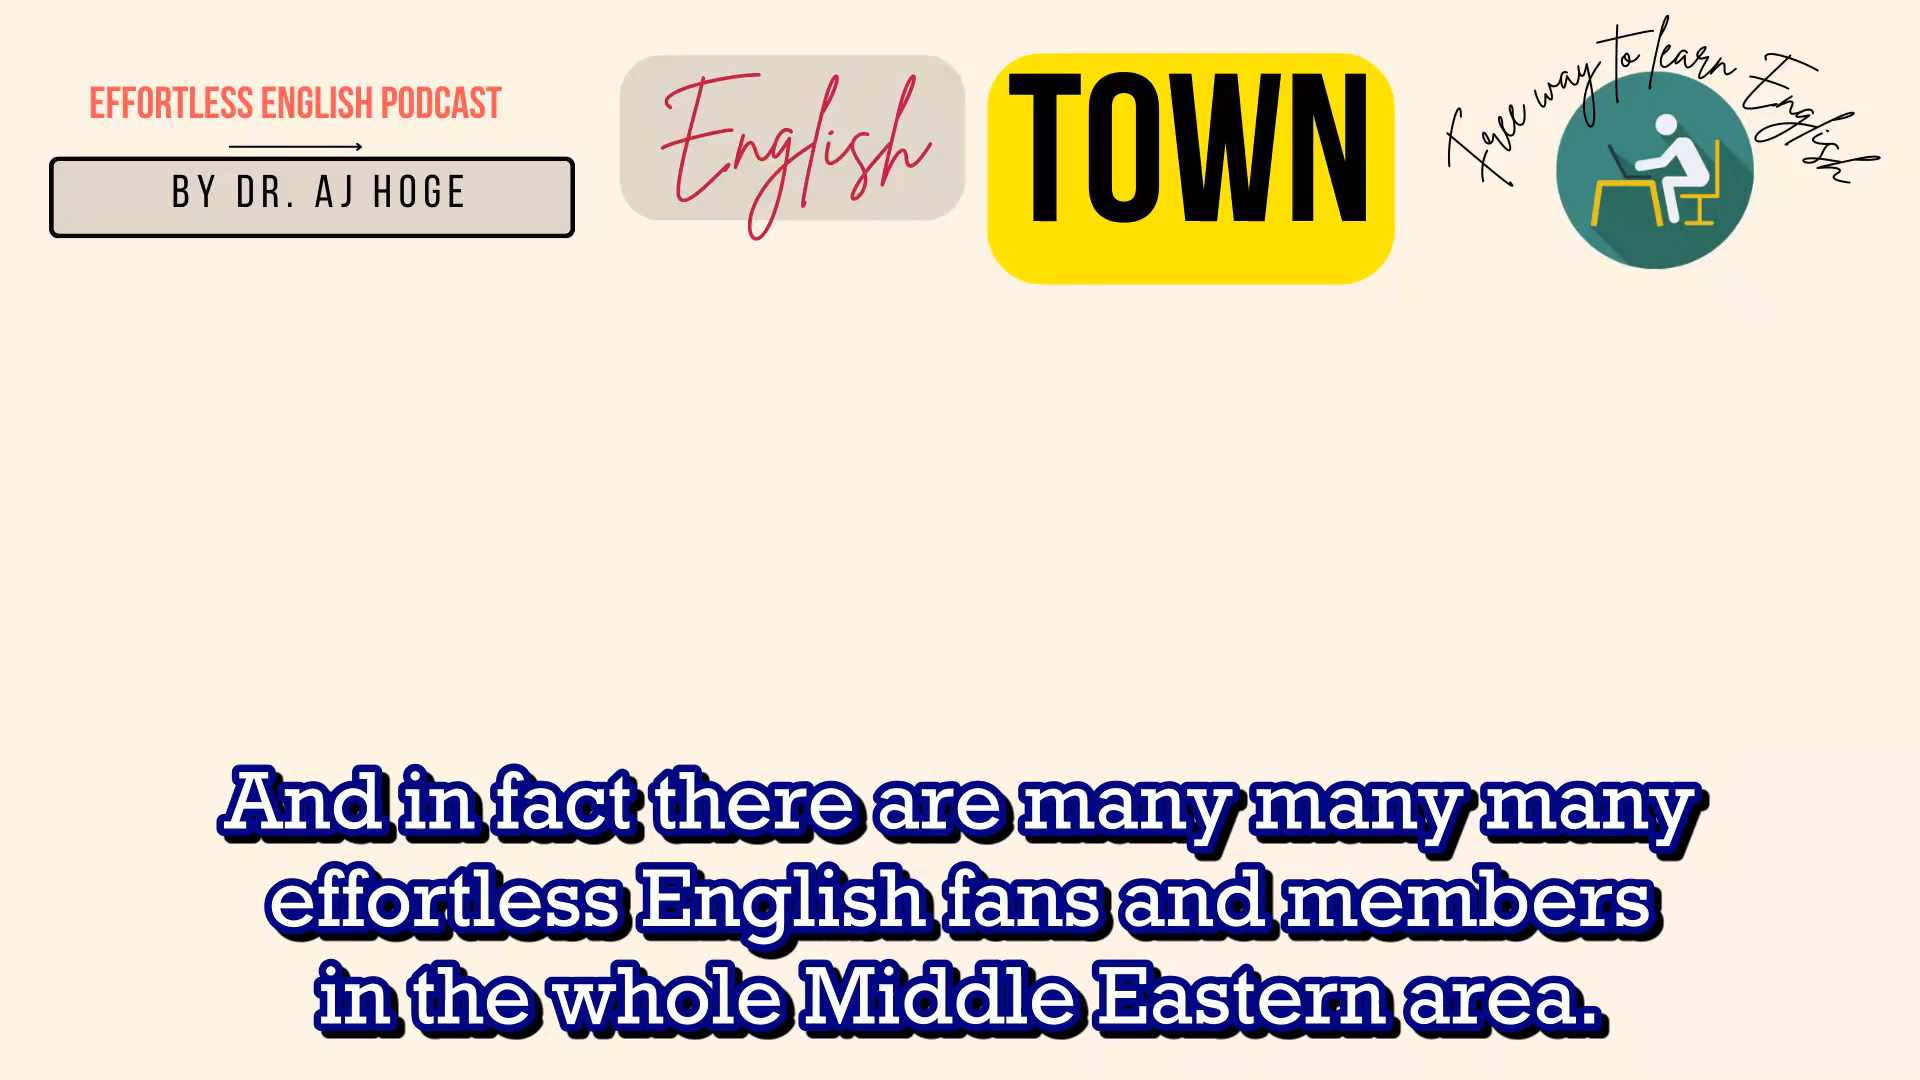 EFFORTLESS ENGLISH PODCAST
BY DR. AJ HOGE
English
TOWN
Free way to learn English
And in fact there are many many many
effortless English fans and members
in the whole Middle Eastern area.